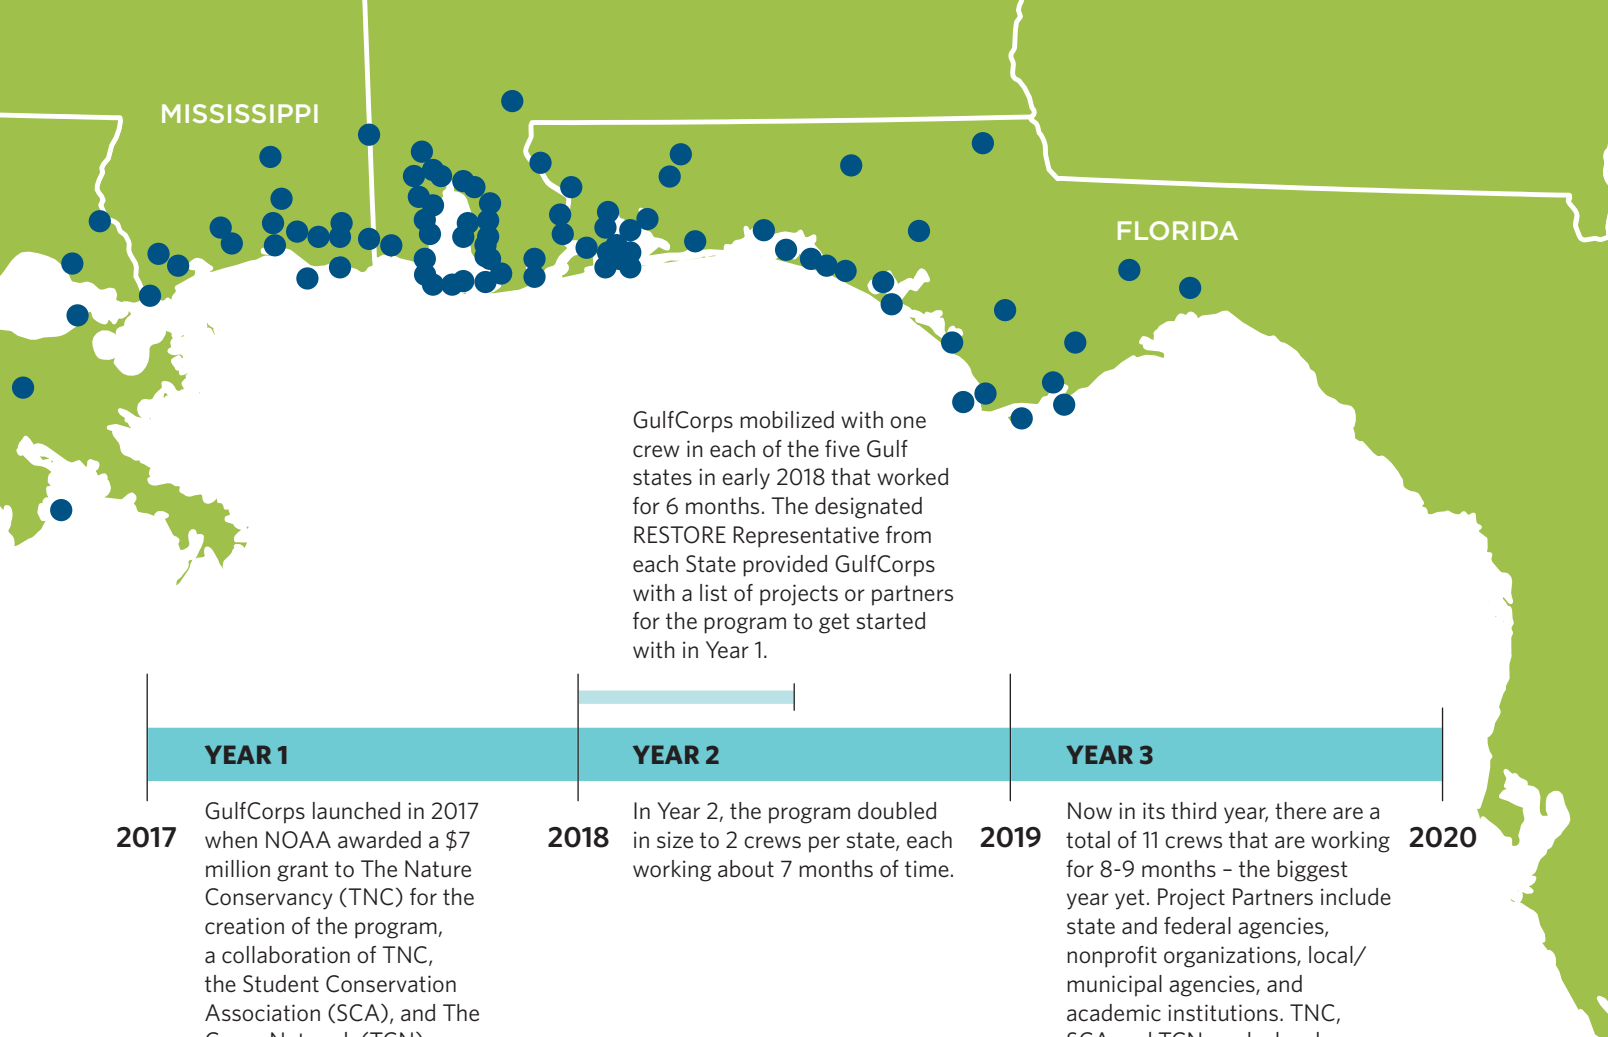 MISSISSIPPI
FLORIDA
GulfCorps mobilized with one
crew in each of the five Gulf
states in early 2018 that worked
for 6 months. The designated
RESTORE Representative from
each State provided GulfCorps
with a list of projects or partners
for the program to get started
with in Year 1.
YEAR 1
YEAR 2
YEAR 3
2017
2018
2019
2020
GulfCorps launched in 2017
when NOAA awarded a $7
million grant to The Nature
Conservancy (TNC) for the
creation of the program,
a collaboration of TNC,
the Student Conservation
Association (SCA), and The
In Year 2, the program doubled
in size to 2 crews per state, each
working about 7 months of time.
Now in its third year, there are a
total of 11 crews that are working
for 8-9 months – the biggest
year yet. Project Partners include
state and federal agencies,
nonprofit organizations, local/
municipal agencies, and
academic institutions. TNC,